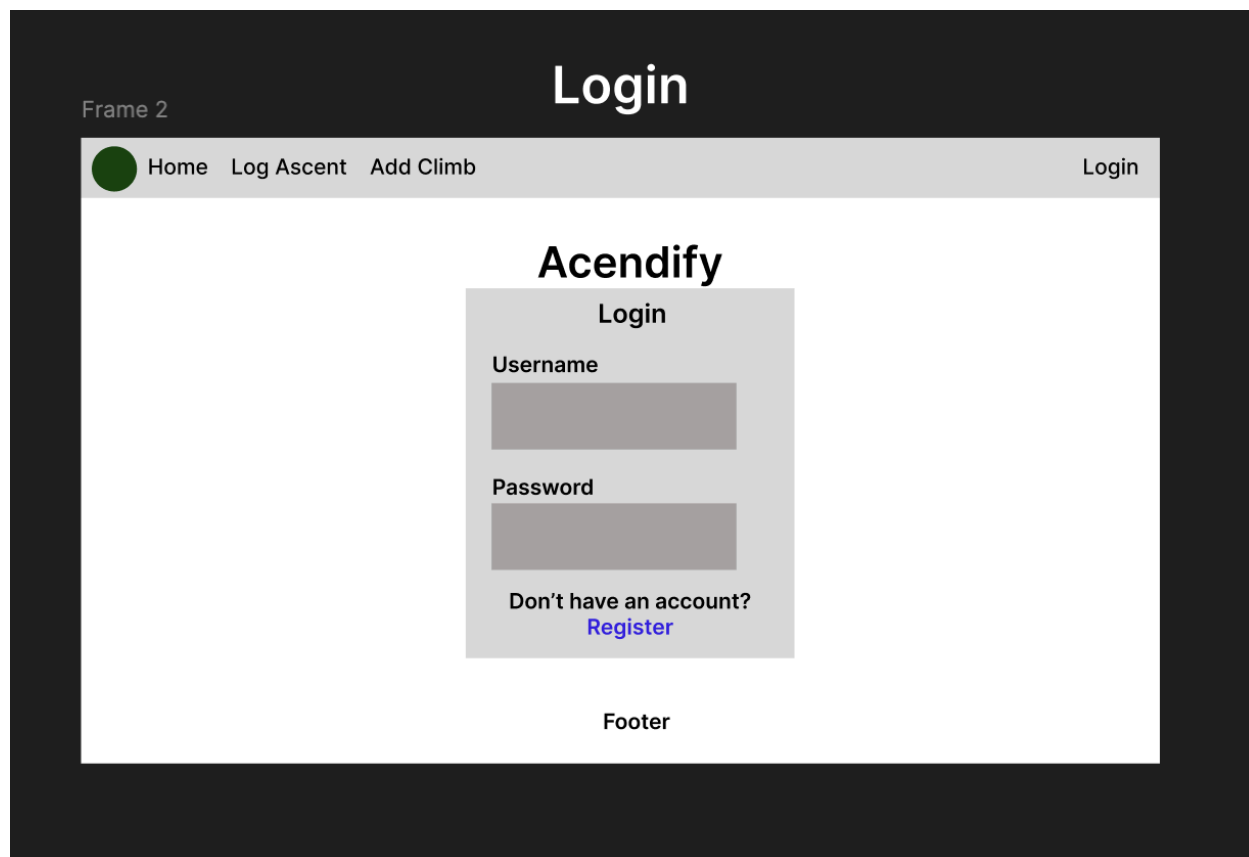 Login
Frame 2
Home Log Ascent Add Climb Login
Acendify
Login
Username
Password
Don’t have an account?
Register
Footer